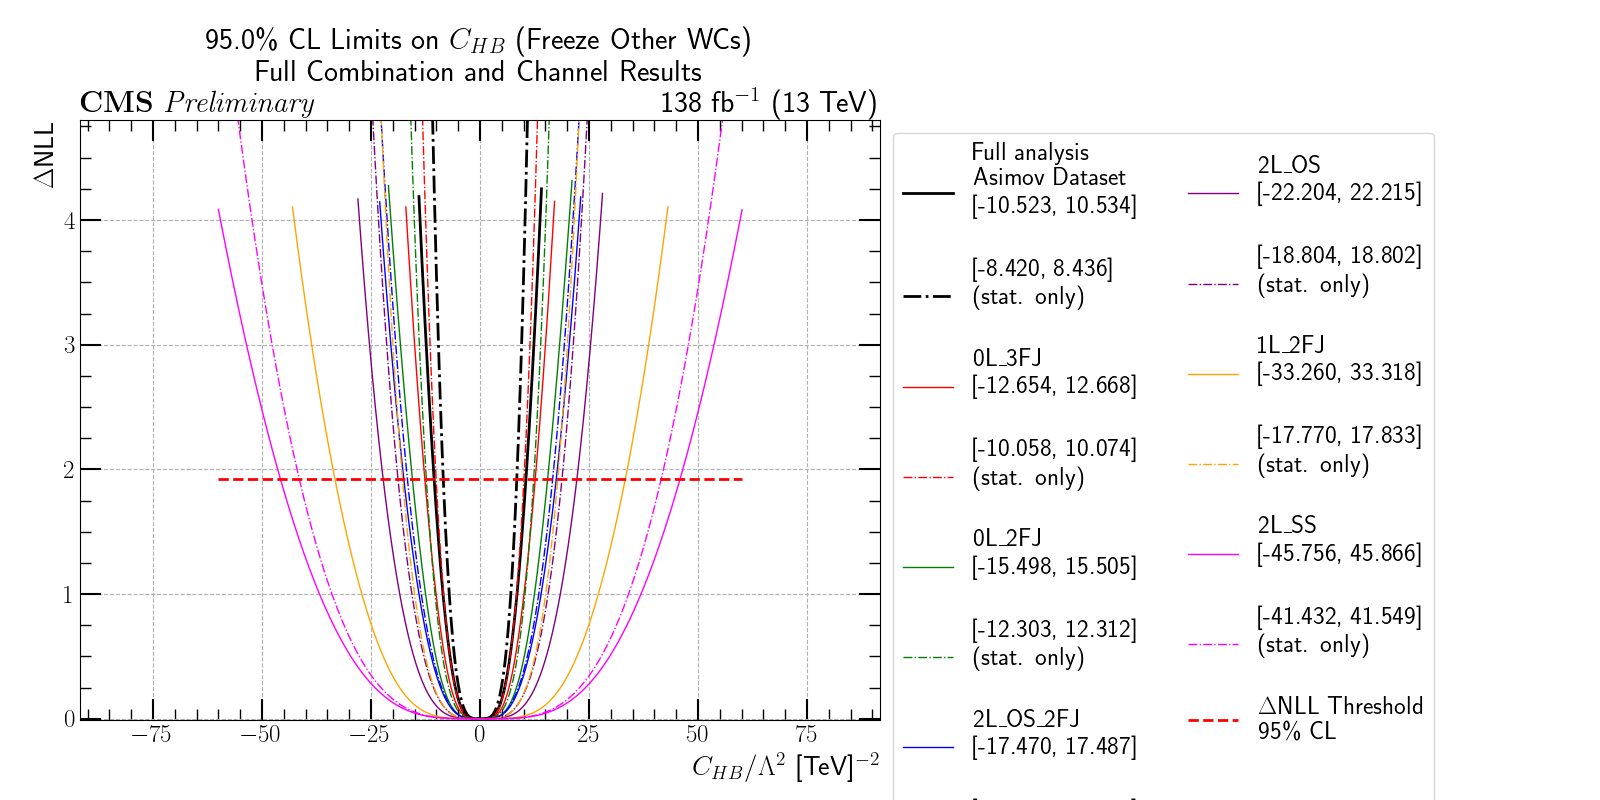 95.0% CL Limits on C_{HB} (Freeze Other WCs)
Full Combination and Channel Results
CMS Preliminary
138 fb^{-1} (13 TeV)
ΔNLL
4
3
2
1
0
−75
−50
−25
0
25
50
75
C_{HB}/Λ^2 [TeV]^{-2}
Full analysis
Asimov Dataset
[-10.523, 10.534]
[-8.420, 8.436]
(stat. only)
0L_3FJ
[-12.654, 12.668]
[-10.058, 10.074]
(stat. only)
0L_2FJ
[-15.498, 15.505]
[-12.303, 12.312]
(stat. only)
2L_OS_2FJ
[-17.470, 17.487]
2L_OS
[-22.204, 22.215]
[-18.804, 18.802]
(stat. only)
1L_2FJ
[-33.260, 33.318]
[-17.770, 17.833]
(stat. only)
2L_SS
[-45.756, 45.866]
[-41.432, 41.549]
(stat. only)
ΔNLL Threshold
95% CL